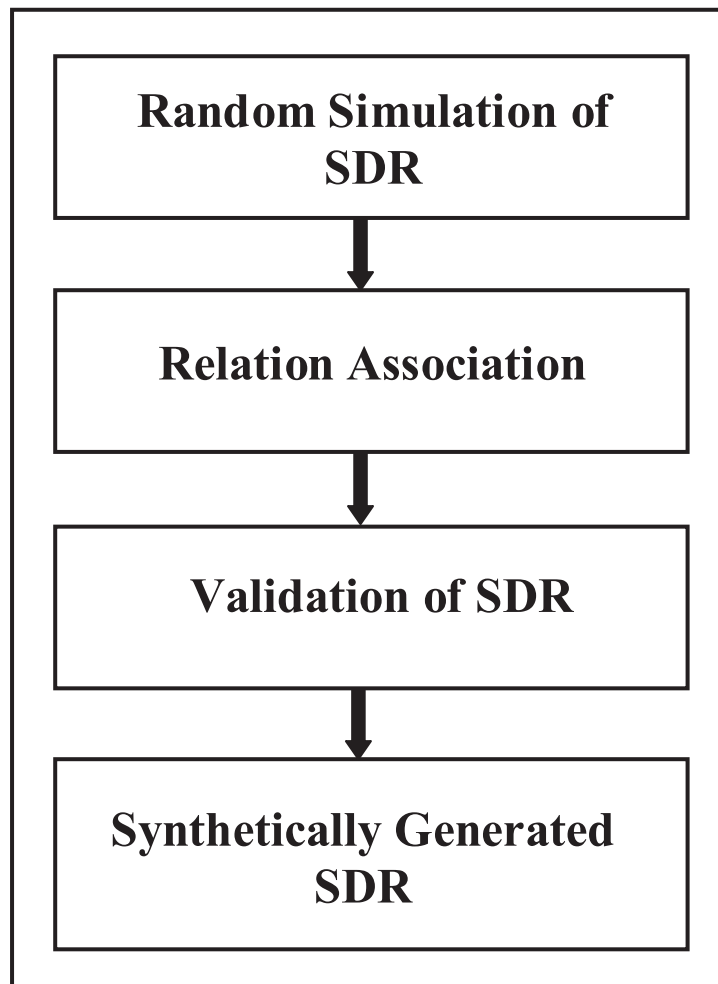 Random Simulation of
SDR
Relation Association
Validation of SDR
Synthetically Generated
SDR